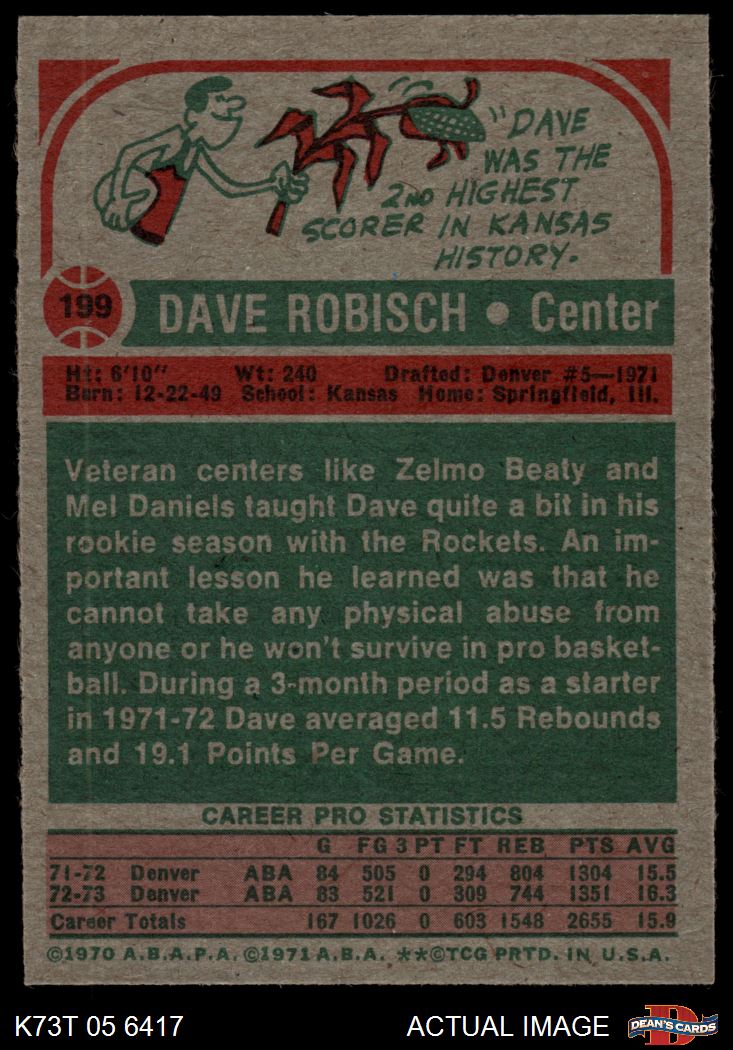 "DAVE
WAS THE
2ND HIGHEST
SCORER IN KANSAS
HISTORY.
199
DAVE ROBISCH • Center
Ht: 6'10" Wt: 240 Drafted: Denver #5—1971
Born: 12-22-49 School: Kansas Home: Springfield, Ill.
Veteran centers like Zelmo Beaty and
Mel Daniels taught Dave quite a bit in his
rookie season with the Rockets. An im-
portant lesson he learned was that he
cannot take any physical abuse from
anyone or he won't survive in pro basket-
ball. During a 3-month period as a starter
in 1971-72 Dave averaged 11.5 Rebounds
and 19.1 Points Per Game.
CAREER PRO STATISTICS
G FG 3 PT FT REB PTS AVG
71-72 Denver ABA 84 505 0 294 804 1304 15.5
72-73 Denver ABA 83 521 0 309 744 1351 16.3
Career Totals 167 1026 0 603 1548 2655 15.9
©1970 A.B.A.P.A. ©1971 A.B.A. **©TCG PRTD. IN U.S.A.
K73T 05 6417 ACTUAL IMAGE D DEAN'S CARDS